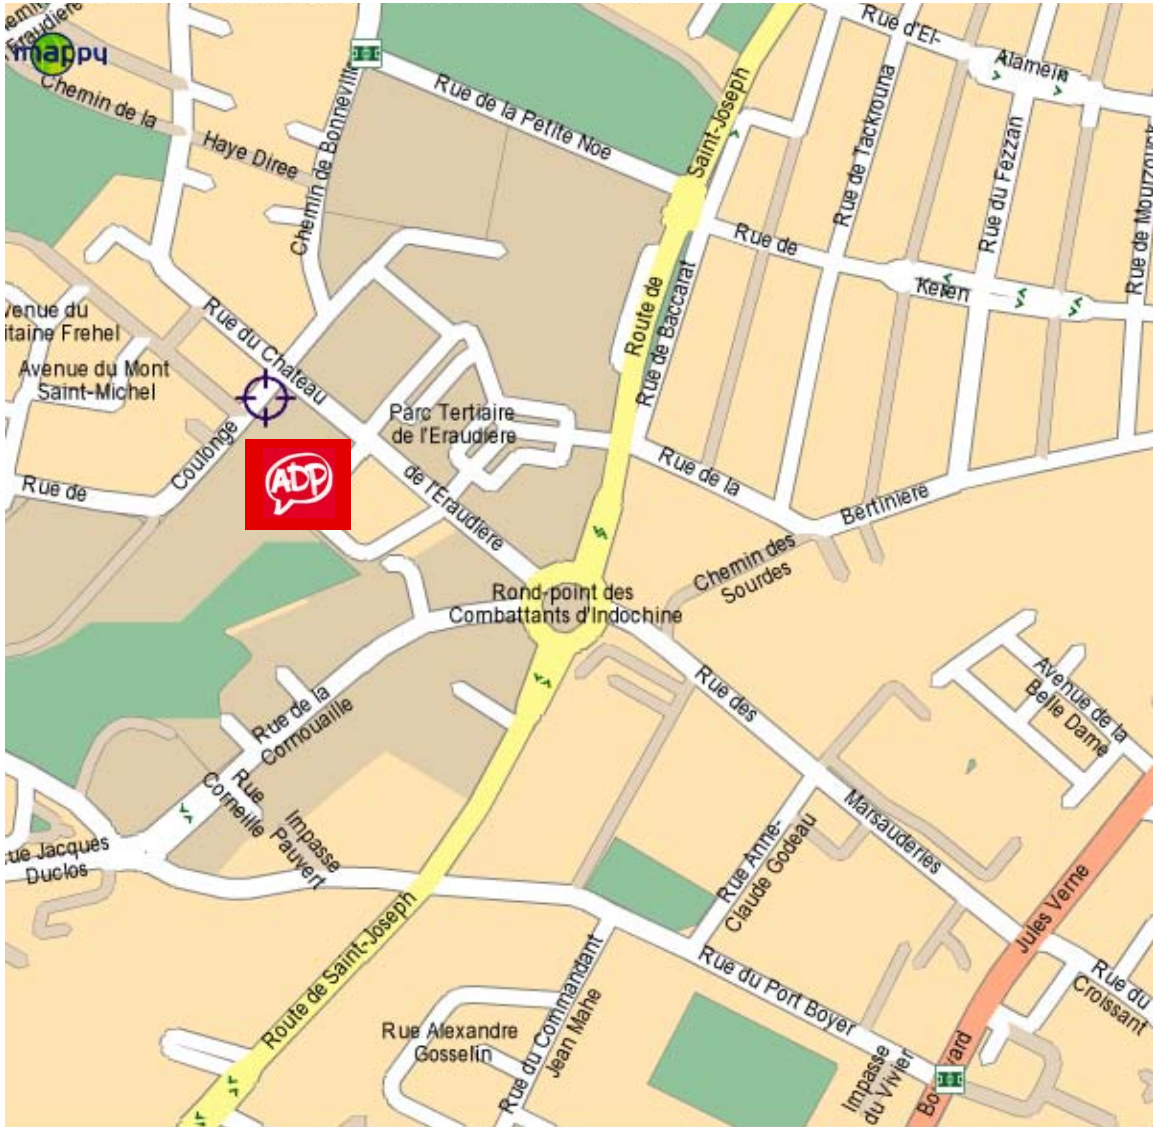 Chemin
Eraudiere
mappy
Chemin de la
Haye Diree
Chemin de Bonneville
Rue de la Petite Noe
Saint-Joseph
Rue d'El-
Alamein
Rue de Tackrouna
Rue du Fezzan
Rue de Mourzouck
Rue de
Keren
Route de
Rue de Baccarat
venue du
itaine Frehel
Avenue du Mont
Saint-Michel
Rue du Chateau
de l'Eraudiere
Parc Tertiaire
de l'Eraudiere
Rue de
Coulonge
ADP
Rue de la
Bertiniere
Chemin des
Sourdes
Rond-point des
Combattants d'Indochine
Rue des
Marsauderies
Avenue de la
Belle Dame
Rue de la
Cornouaille
Rue
Corneille
Impasse
Pauvert
ue Jacques
Duclos
Rue Anne-
Claude Godeau
Jules Verne
Route de Saint-Joseph
Rue Alexandre
Gosselin
Rue du Commandant
Jean Mahe
Rue du Port Boyer
Impasse
du Vivier
Rue du
Croissant